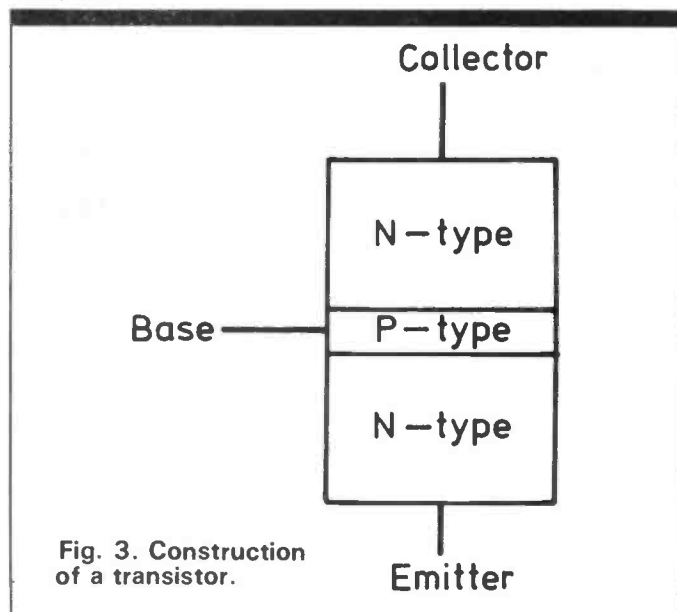 Collector
N-type
Base
P-type
N-type
Fig. 3. Construction
of a transistor.
Emitter